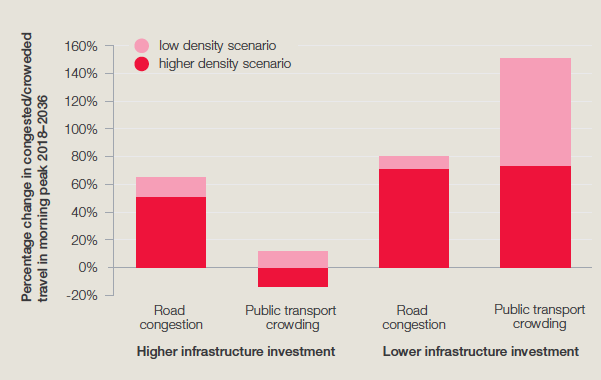 Percentage change in congested/croweded
travel in morning peak 2018–2036
160%
140%
120%
100%
80%
60%
40%
20%
0%
-20%
low density scenario
higher density scenario
Road
congestion
Public transport
crowding
Road
congestion
Public transport
crowding
Higher infrastructure investment
Lower infrastructure investment